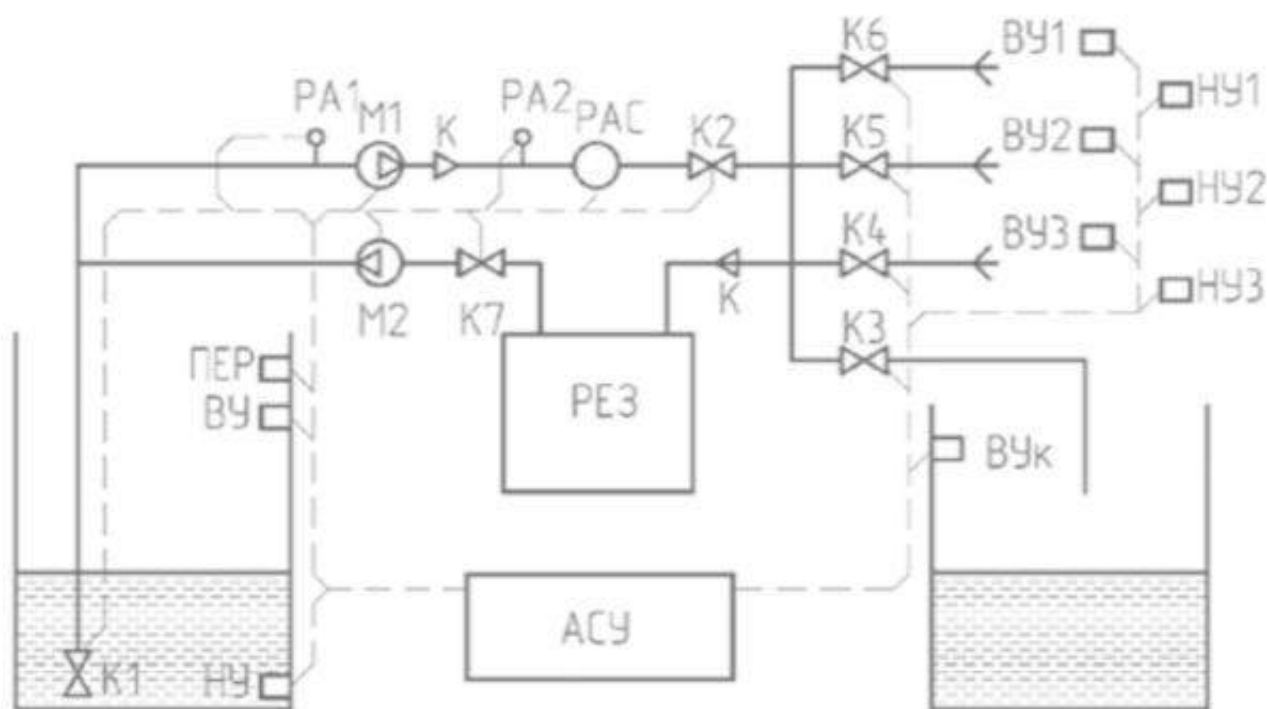 К6
ВУ1
НУ1
РА1
М1
К
РА2
РАС
К2
К5
ВУ2
НУ2
К4
ВУ3
НУ3
М2
К7
К
К3
ПЕР
ВУ
РЕЗ
ВУк
АСУ
К1
НУ